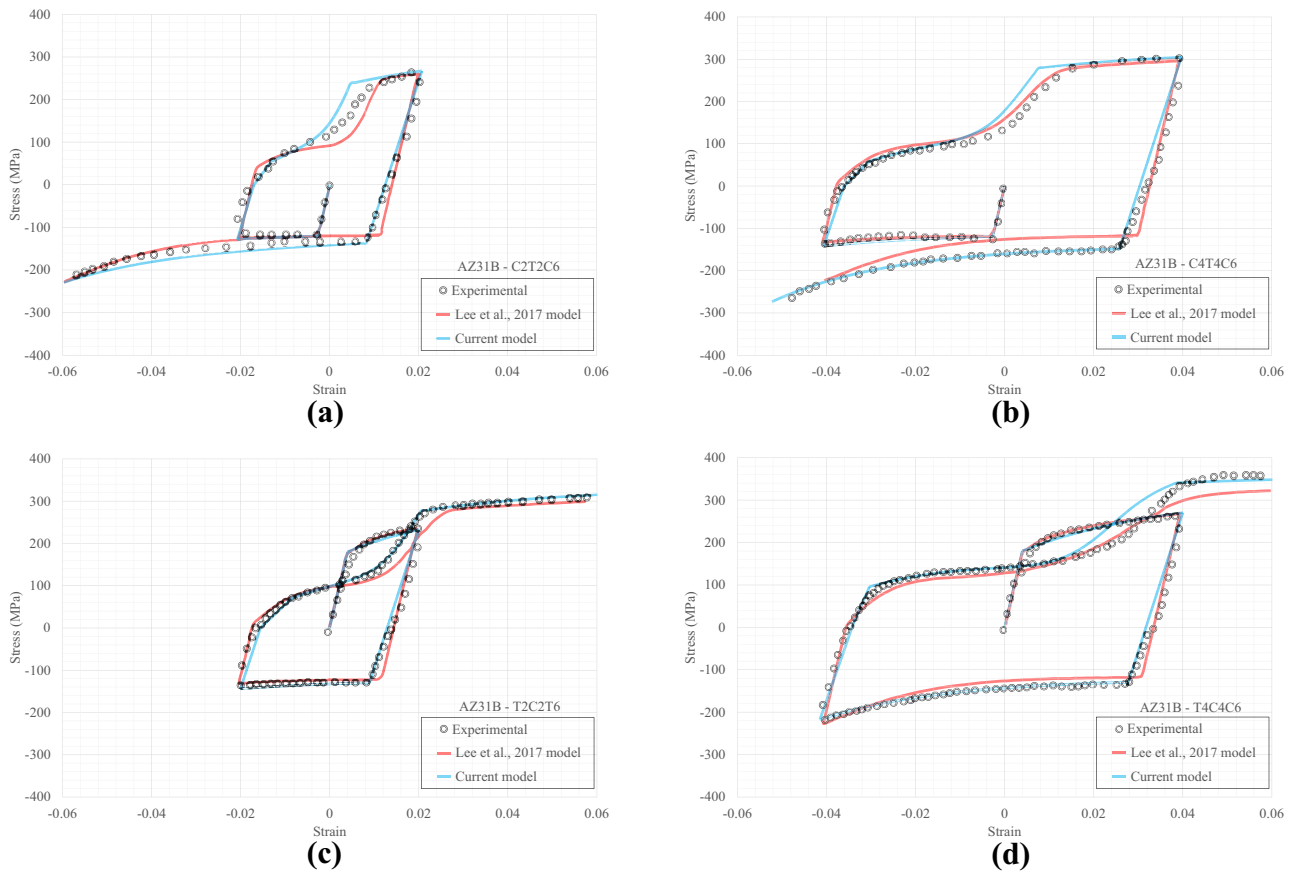 400
300
200
100
0
-100
-200
-300
-400
Stress (MPa)
-0.06
-0.04
-0.02
0
0.02
0.04
0.06
Strain
AZ31B - C2T2C6
Experimental
Lee et al., 2017 model
Current model
(a)
400
300
200
100
0
-100
-200
-300
-400
Stress (MPa)
-0.06
-0.04
-0.02
0
0.02
0.04
0.06
Strain
AZ31B - C4T4C6
Experimental
Lee et al., 2017 model
Current model
(b)
400
300
200
100
0
-100
-200
-300
-400
Stress (MPa)
-0.06
-0.04
-0.02
0
0.02
0.04
0.06
Strain
AZ31B - T2C2T6
Experimental
Lee et al., 2017 model
Current model
(c)
400
300
200
100
0
-100
-200
-300
-400
Stress (MPa)
-0.06
-0.04
-0.02
0
0.02
0.04
0.06
Strain
AZ31B - T4C4C6
Experimental
Lee et al., 2017 model
Current model
(d)